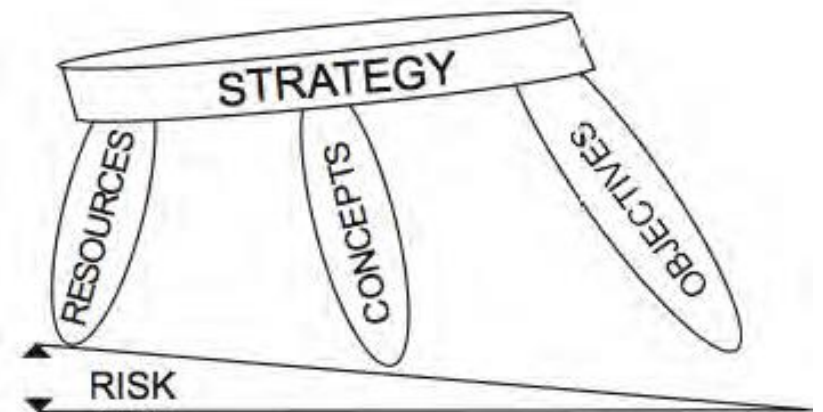 STRATEGY
RESOURCES
CONCEPTS
OBJECTIVES
RISK